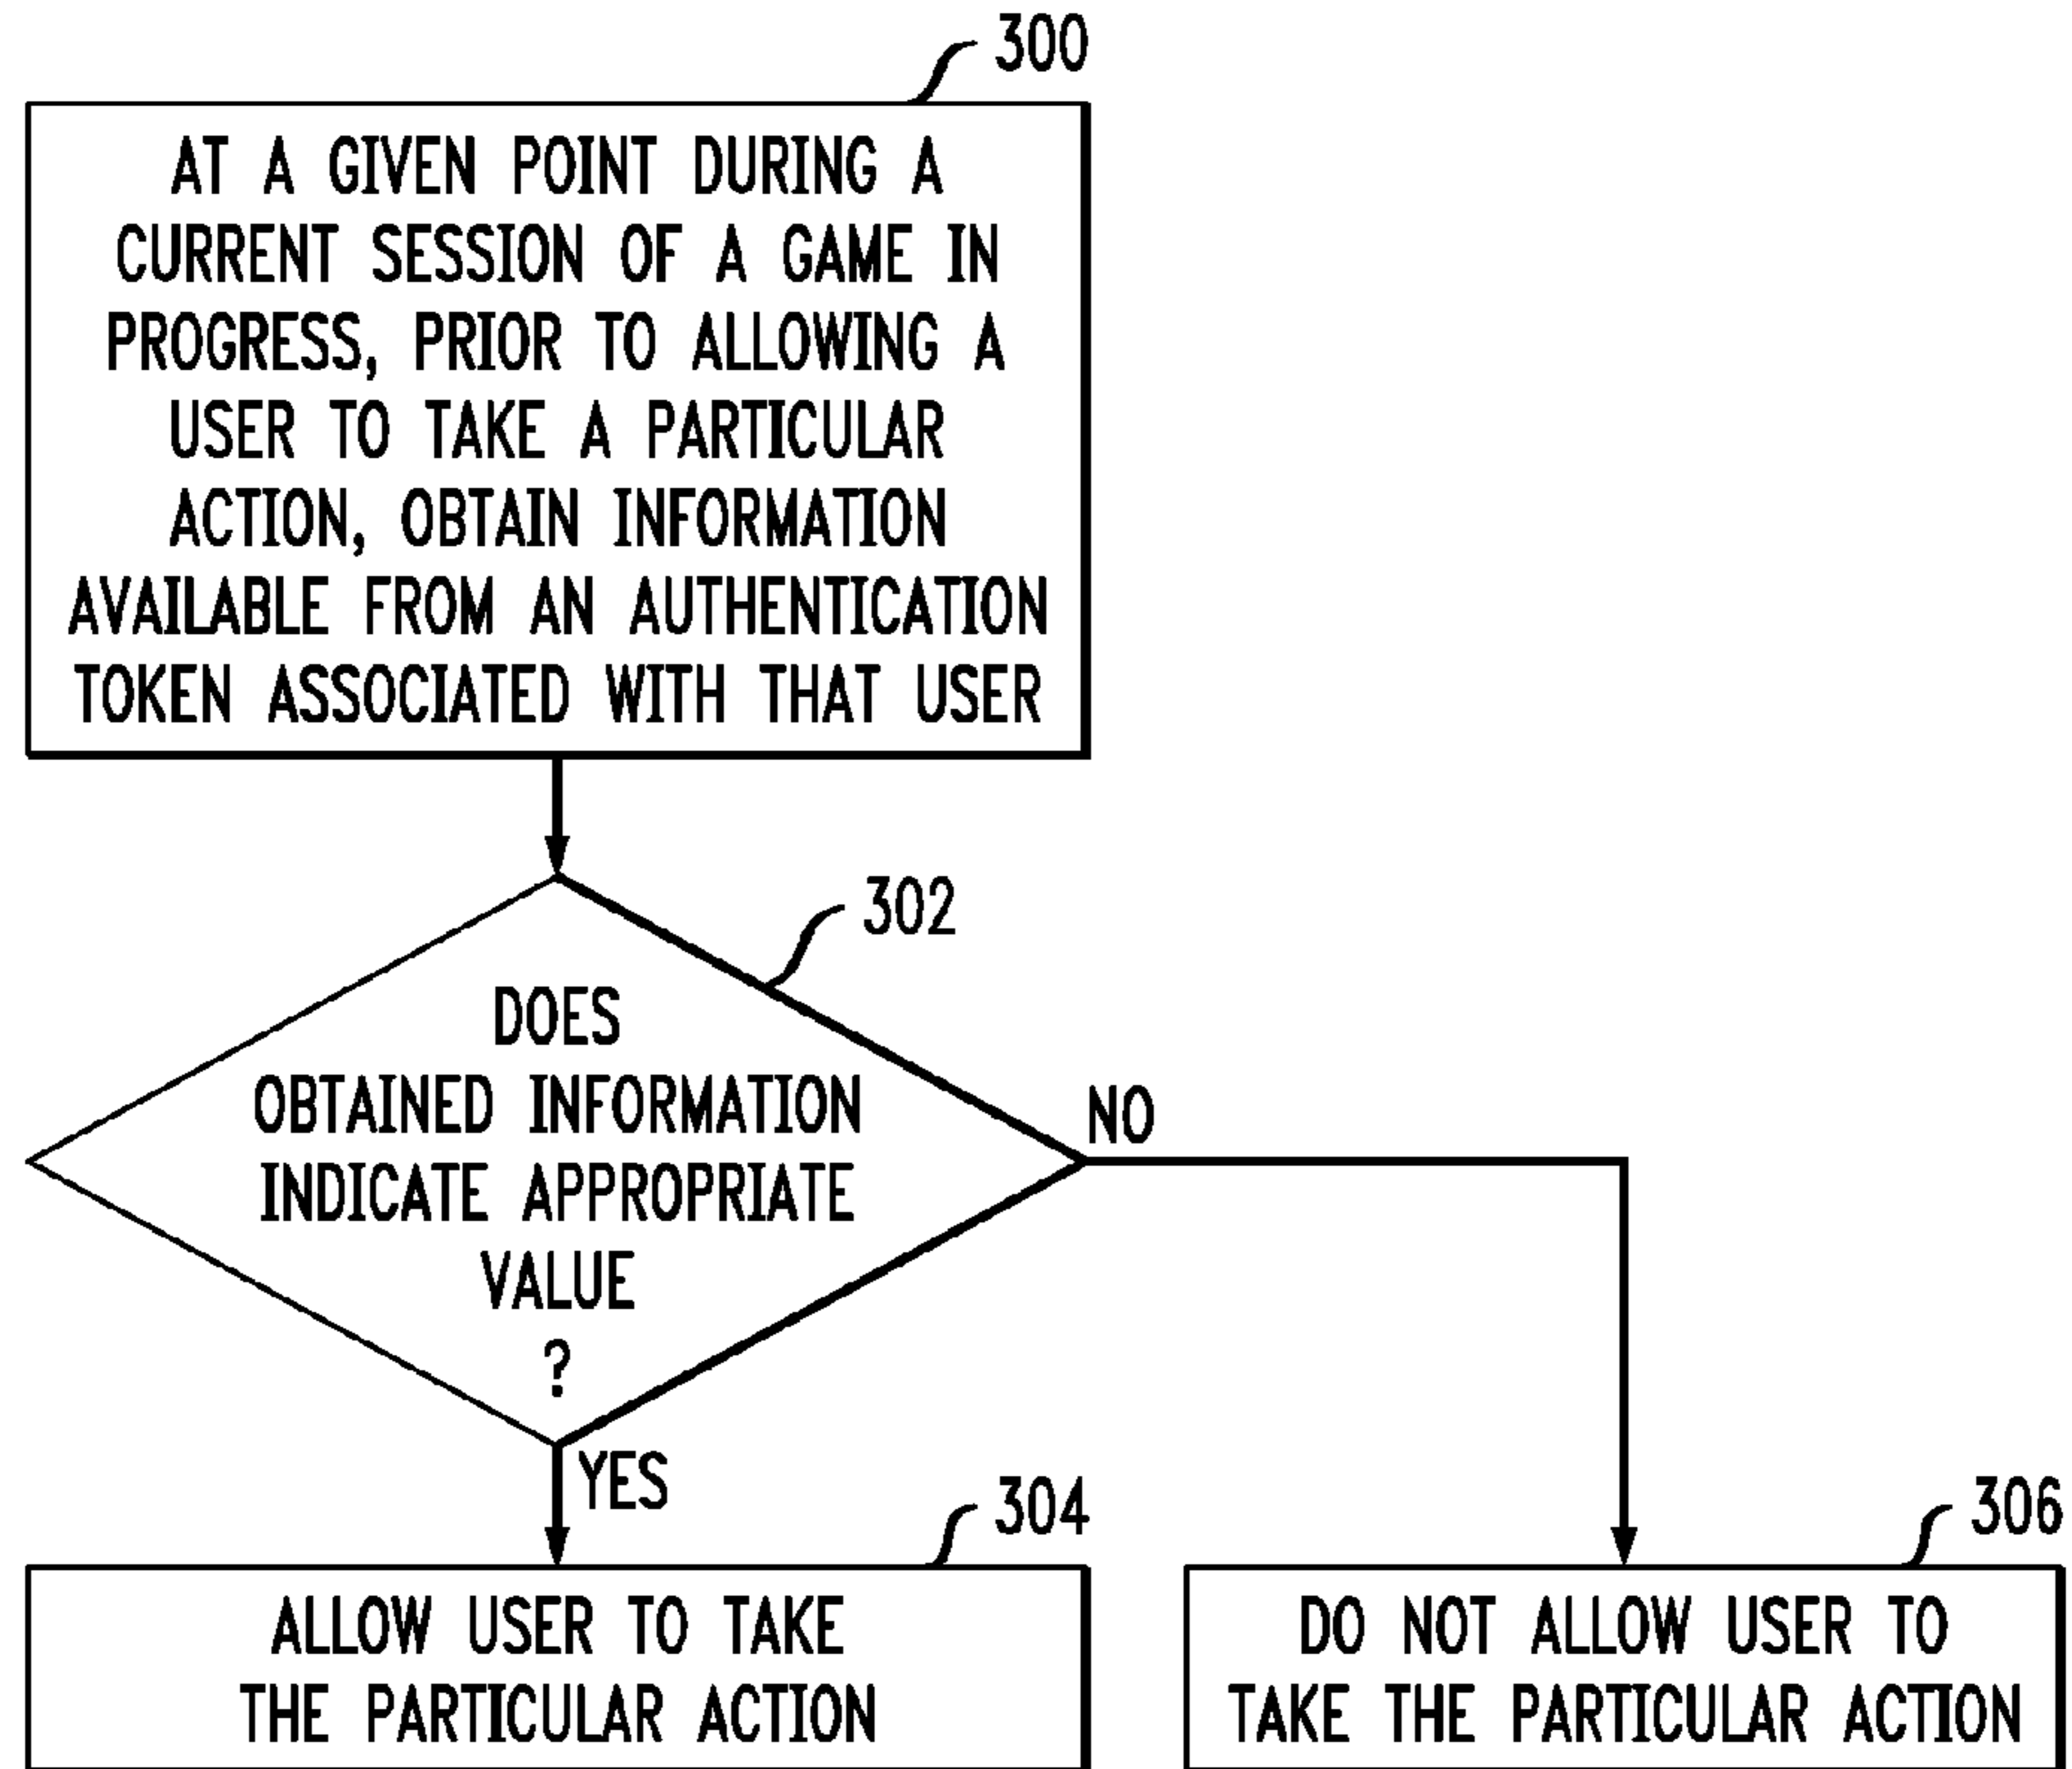 300
AT A GIVEN POINT DURING A
CURRENT SESSION OF A GAME IN
PROGRESS, PRIOR TO ALLOWING A
USER TO TAKE A PARTICULAR
ACTION, OBTAIN INFORMATION
AVAILABLE FROM AN AUTHENTICATION
TOKEN ASSOCIATED WITH THAT USER
302
DOES
OBTAINED INFORMATION
INDICATE APPROPRIATE
VALUE
?
NO
YES
304
ALLOW USER TO TAKE
THE PARTICULAR ACTION
306
DO NOT ALLOW USER TO
TAKE THE PARTICULAR ACTION